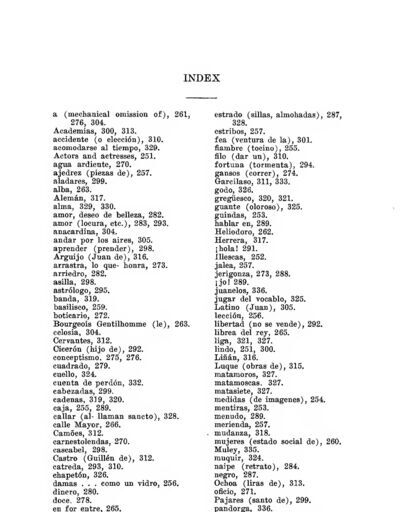 INDEX
a (mechanical omission of), 261,
276, 304.
Academias, 300, 313.
accidente (o elección), 310.
acomodarse al tiempo, 329.
Actors and actresses, 251.
agua ardiente, 270.
ajedrez (piezas de), 257.
aladares, 299.
alba, 263.
Alemán, 317.
alma, 329, 330.
amor, deseo de belleza, 282.
amor (locura, etc.), 283, 293.
anacardina, 304.
andar por los aires, 305.
aprender (prender), 298.
Arguijo (Juan de), 316.
arrastra, lo que- honra, 273.
arriedro, 282.
asilla, 298.
astrólogo, 295.
banda, 319.
basilisco, 259.
boticario, 272.
Bourgeois Gentilhomme (le), 263.
celosia, 304.
Cervantes, 312.
Cicerón (hijo de), 292.
conceptismo. 275, 276.
cuadrado, 279.
cuello, 324.
cuenta de perdón, 332.
cabezadas, 299.
cadenas, 319, 320.
caja, 255, 289.
callar (al- llaman sancto), 328.
calle Mayor, 266.
Camões, 312.
carnestolendas, 270.
cascabel, 298.
Castro (Guillén de), 312.
catreda, 293, 310.
chapetón, 326.
damas . . . como un vidro, 256.
dinero, 280.
doce. 278.
en for entre, 265.
estrado (sillas, almohadas), 287,
328.
estribos, 257.
fea (ventura de la), 301.
fiambre (tocino), 255.
filo (dar un), 310.
fortuna (tormenta), 294.
gansos (correr), 274.
Garcilaso, 311, 333.
godo, 326.
gregüesco, 320, 321.
guante (oloroso), 325.
guindas, 253.
hablar en, 289.
Heliodoro, 262.
Herrera, 317.
¡hola! 291.
Illescas, 252.
jalea, 257.
jerigonza, 273, 288.
¡jo! 289.
juanelos, 336.
jugar del vocablo, 325.
Latino (Juan), 305.
lección, 256.
libertad (no se vende), 292.
librea del rey, 265.
liga, 321, 327.
lindo, 251, 300.
Liñán, 316.
Luque (obras de), 315.
matamoros, 327.
matamoscas. 327.
matasiete, 327.
medidas (de imagenes), 254.
mentiras, 253.
menudo, 289.
merienda, 257.
mudanza, 318.
mujeres (estado social de), 260.
Muley, 335.
muquir, 324.
naipe (retrato), 284.
negro, 287.
Ochoa (liras de), 313.
oficio, 271.
Pajares (santo de), 299.
pandorga, 336.